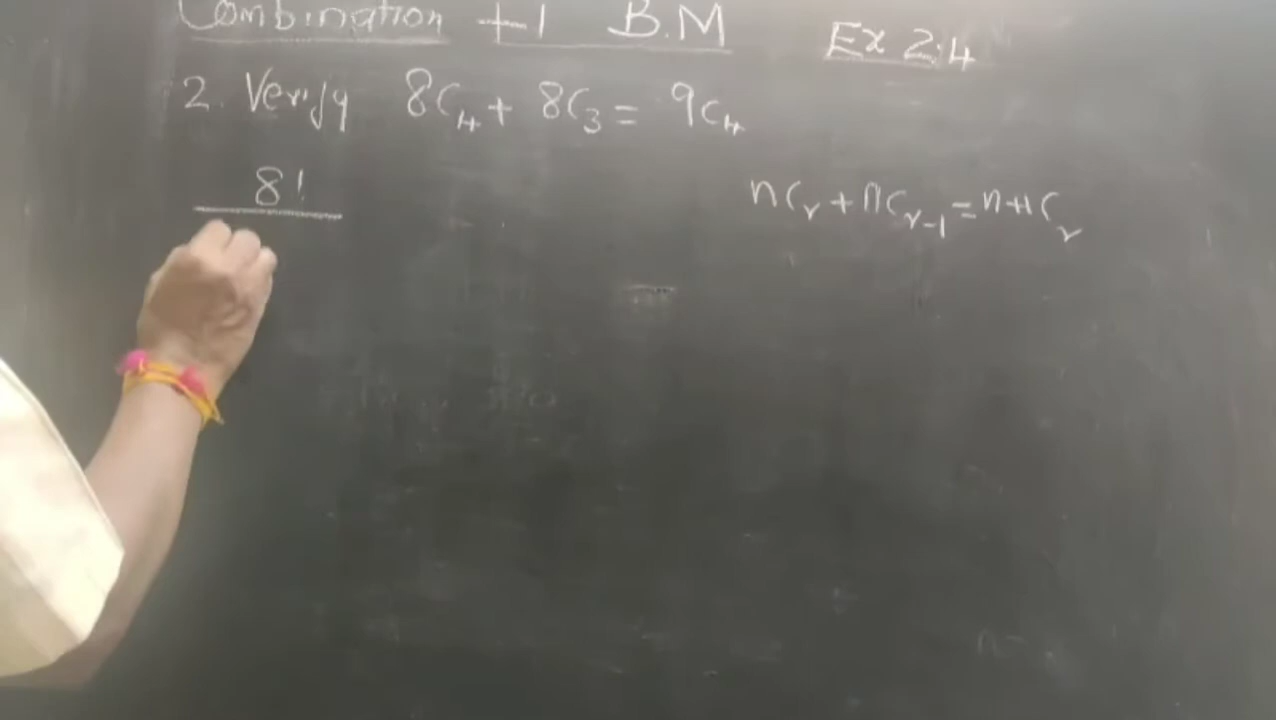 Combination +1 B.M Ex 2.4
2. Verify 8C₄ + 8C₃ = 9C₄
8!
nCᵣ + nCᵣ₋₁ = n+1Cᵣ